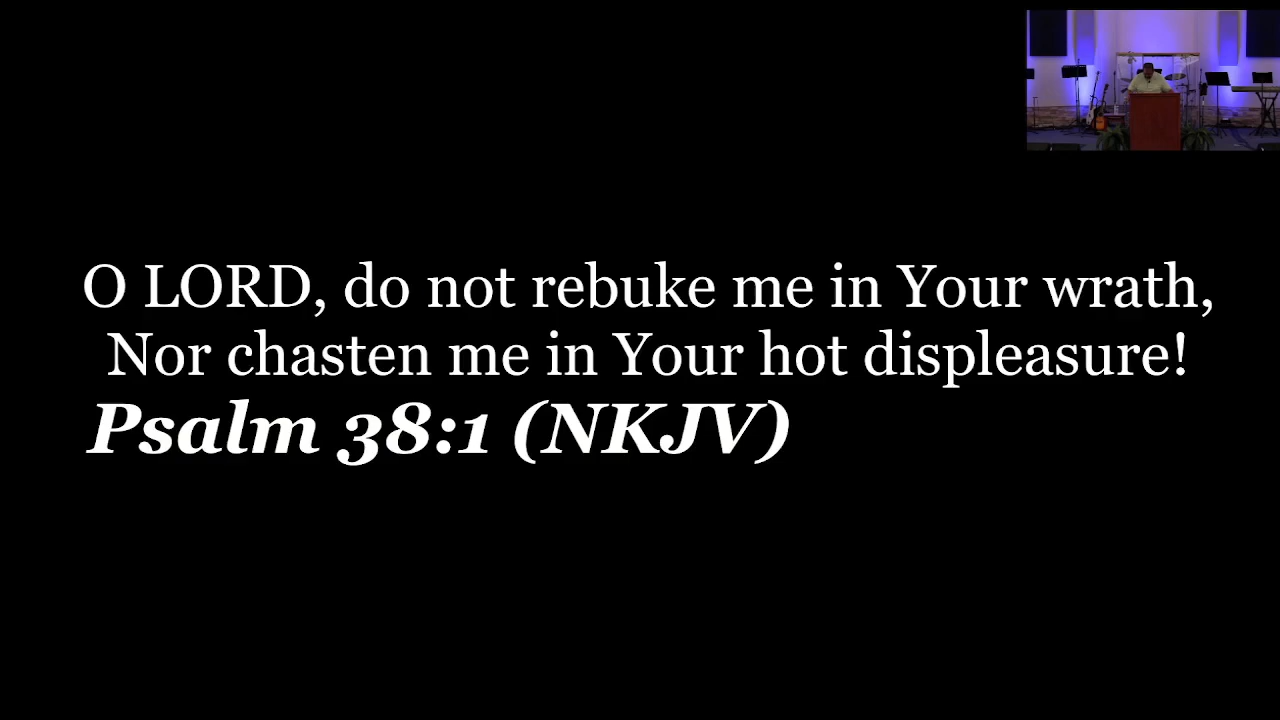 O LORD, do not rebuke me in Your wrath,
Nor chasten me in Your hot displeasure!
Psalm 38:1 (NKJV)